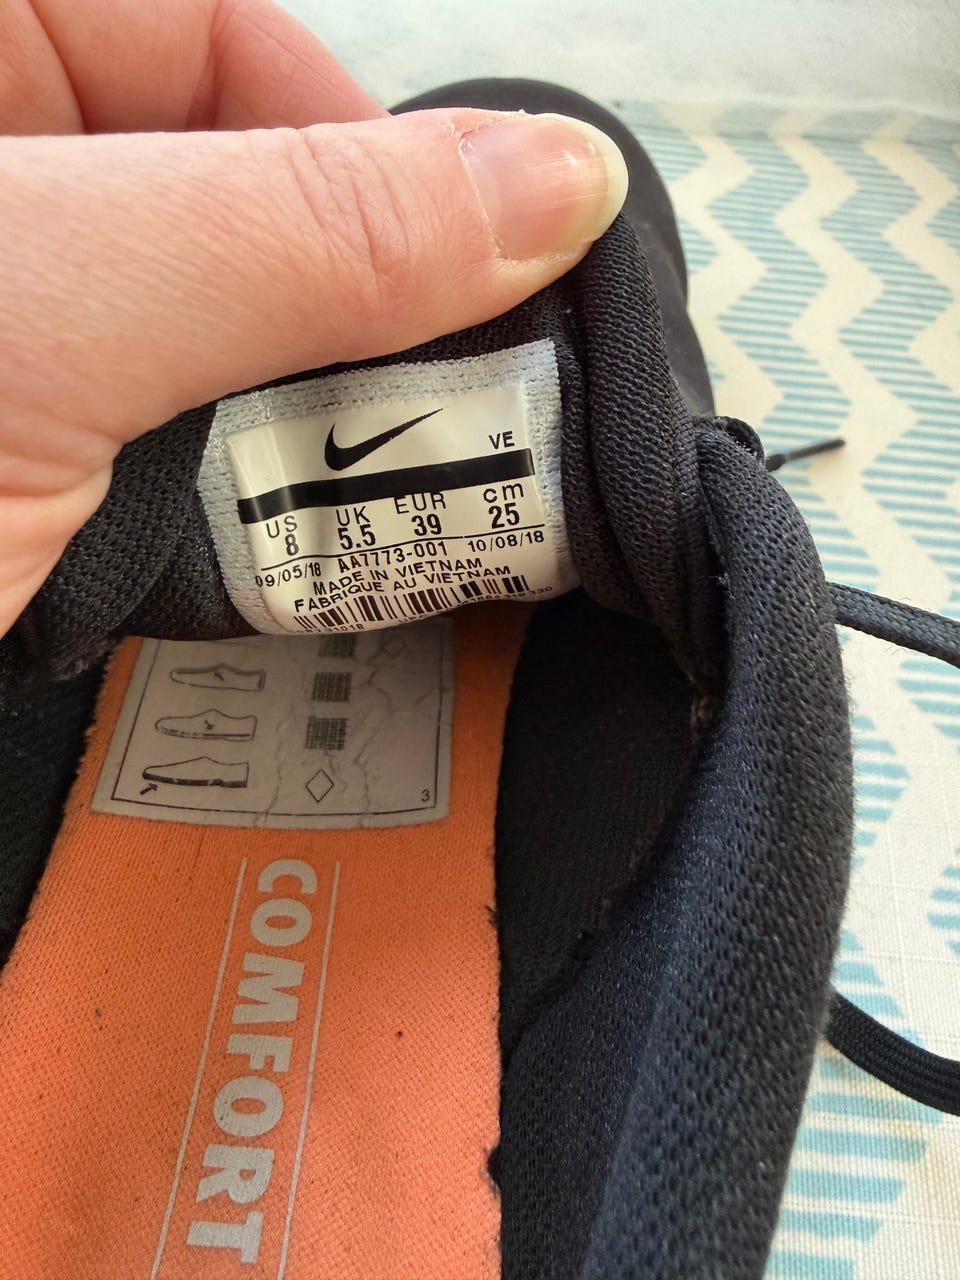 VE
US UK EUR cm
8 5.5 39 25
09/05/18 AA7773-001 10/08/18
MADE IN VIETNAM
FABRIQUE AU VIETNAM
3
COMFORT